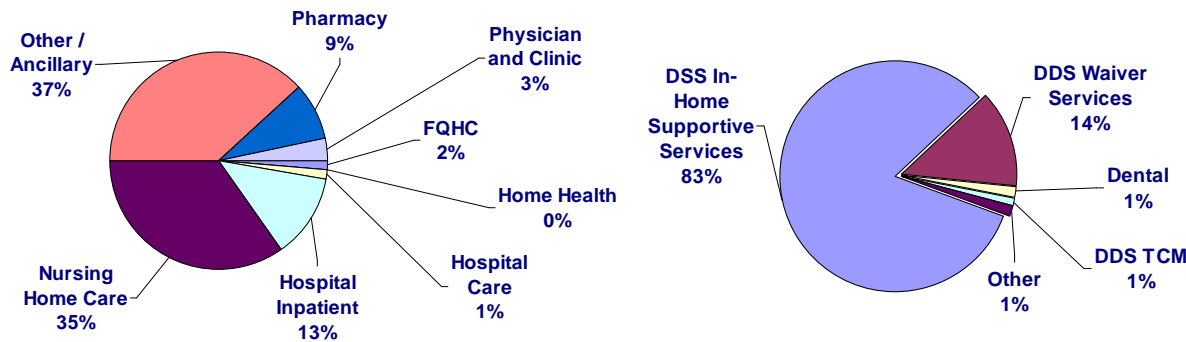 Pharmacy
9%
Other /
Ancillary
37%
Physician
and Clinic
3%
FQHC
2%
Home Health
0%
Hospital
Care
1%
Hospital
Inpatient
13%
Nursing
Home Care
35%
DSS In-
Home
Supportive
Services
83%
DDS Waiver
Services
14%
Dental
1%
DDS TCM
1%
Other
1%